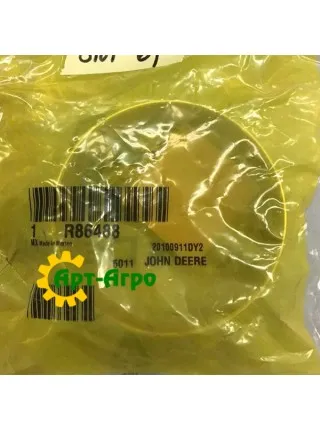 1 R86488
MX Made in Mexico
20100911DY2
5011 JOHN DEERE
Арт-Агро